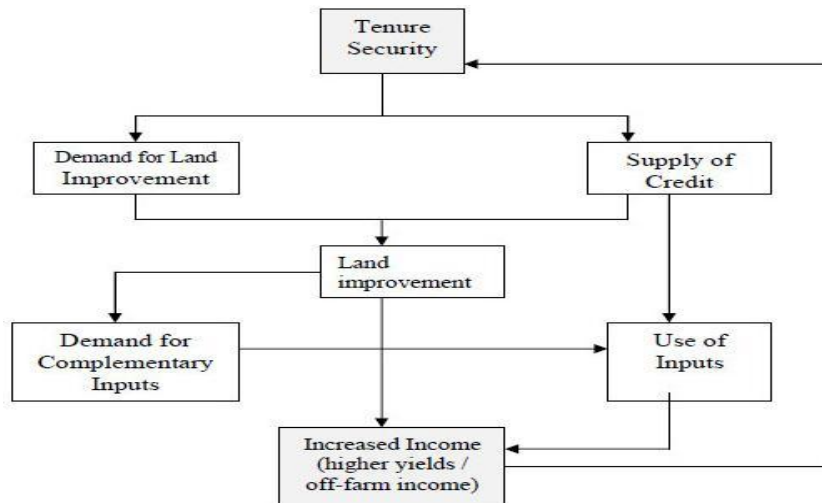 Tenure
Security
Demand for Land
Improvement
Supply of
Credit
Land
improvement
Demand for
Complementary
Inputs
Use of
Inputs
Increased Income
(higher yields /
off-farm income)